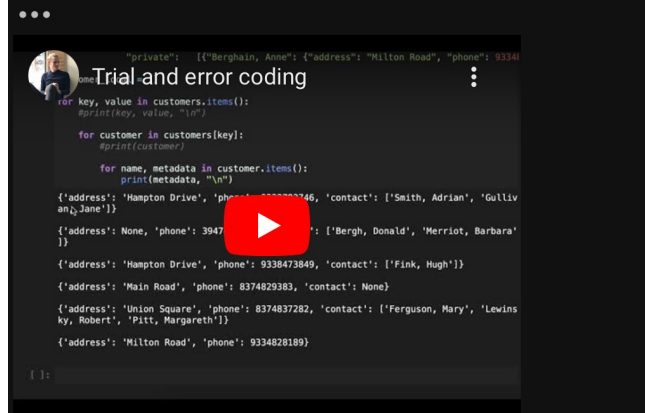 "private": [{"Berghain, Anne": {"address": "Milton Road", "phone":
Trial and error coding
for key, value in customers.items():
#print(key, value, "\n")
for customer in customers[key]:
#print(customer)
for name, metadata in customer.items():
print(metadata, "\n")
{'address': 'Hampton Drive', 'contact': ['Smith, Adrian', 'Gulliv
an, Jane']}
{'address': None, 'phone': ['Bergh, Donald', 'Merriot, Barbara'
]}
{'address': 'Hampton Drive', 'phone': 9338473849, 'contact': ['Fink, Hugh']}
{'address': 'Main Road', 'phone': 8374829383, 'contact': None}
{'address': 'Union Square', 'phone': 8374837282, 'contact': ['Ferguson, Mary', 'Lewins
ky, Robert', 'Pitt, Margareth']}
{'address': 'Milton Road', 'phone': 9334828189}
[ ]: